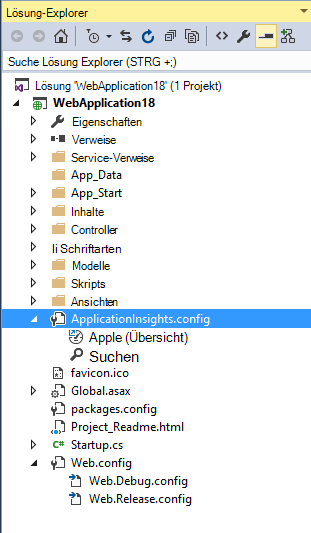 Lösung-Explorer
Suche Lösung Explorer (STRG +;)
Lösung 'WebApplication18' (1 Projekt)
WebApplication18
Eigenschaften
Verweise
Service-Verweise
App_Data
App_Start
Inhalte
Controller
li Schriftarten
Modelle
Skripts
Ansichten
ApplicationInsights.config
Apple (Übersicht)
Suchen
favicon.ico
Global.asax
packages.config
Project_Readme.html
Startup.cs
Web.config
Web.Debug.config
Web.Release.config